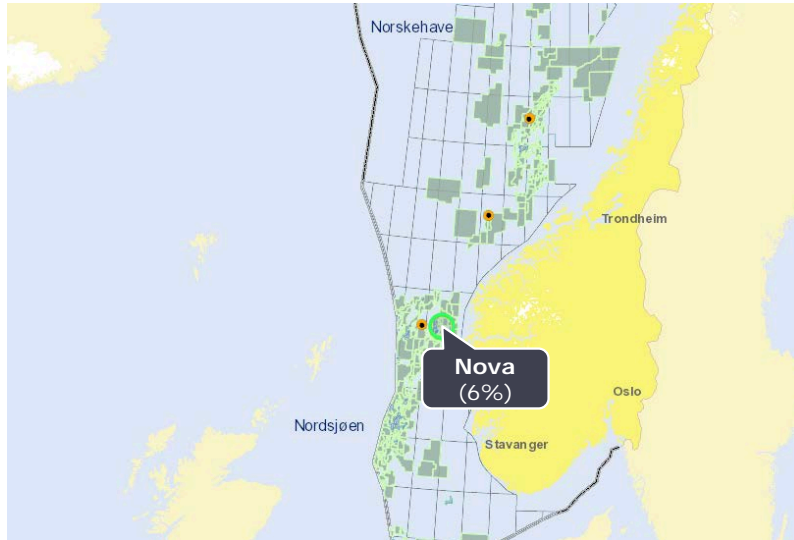 Norskehave
Trondheim
Nova
(6%)
Oslo
Nordsjøen
Stavanger